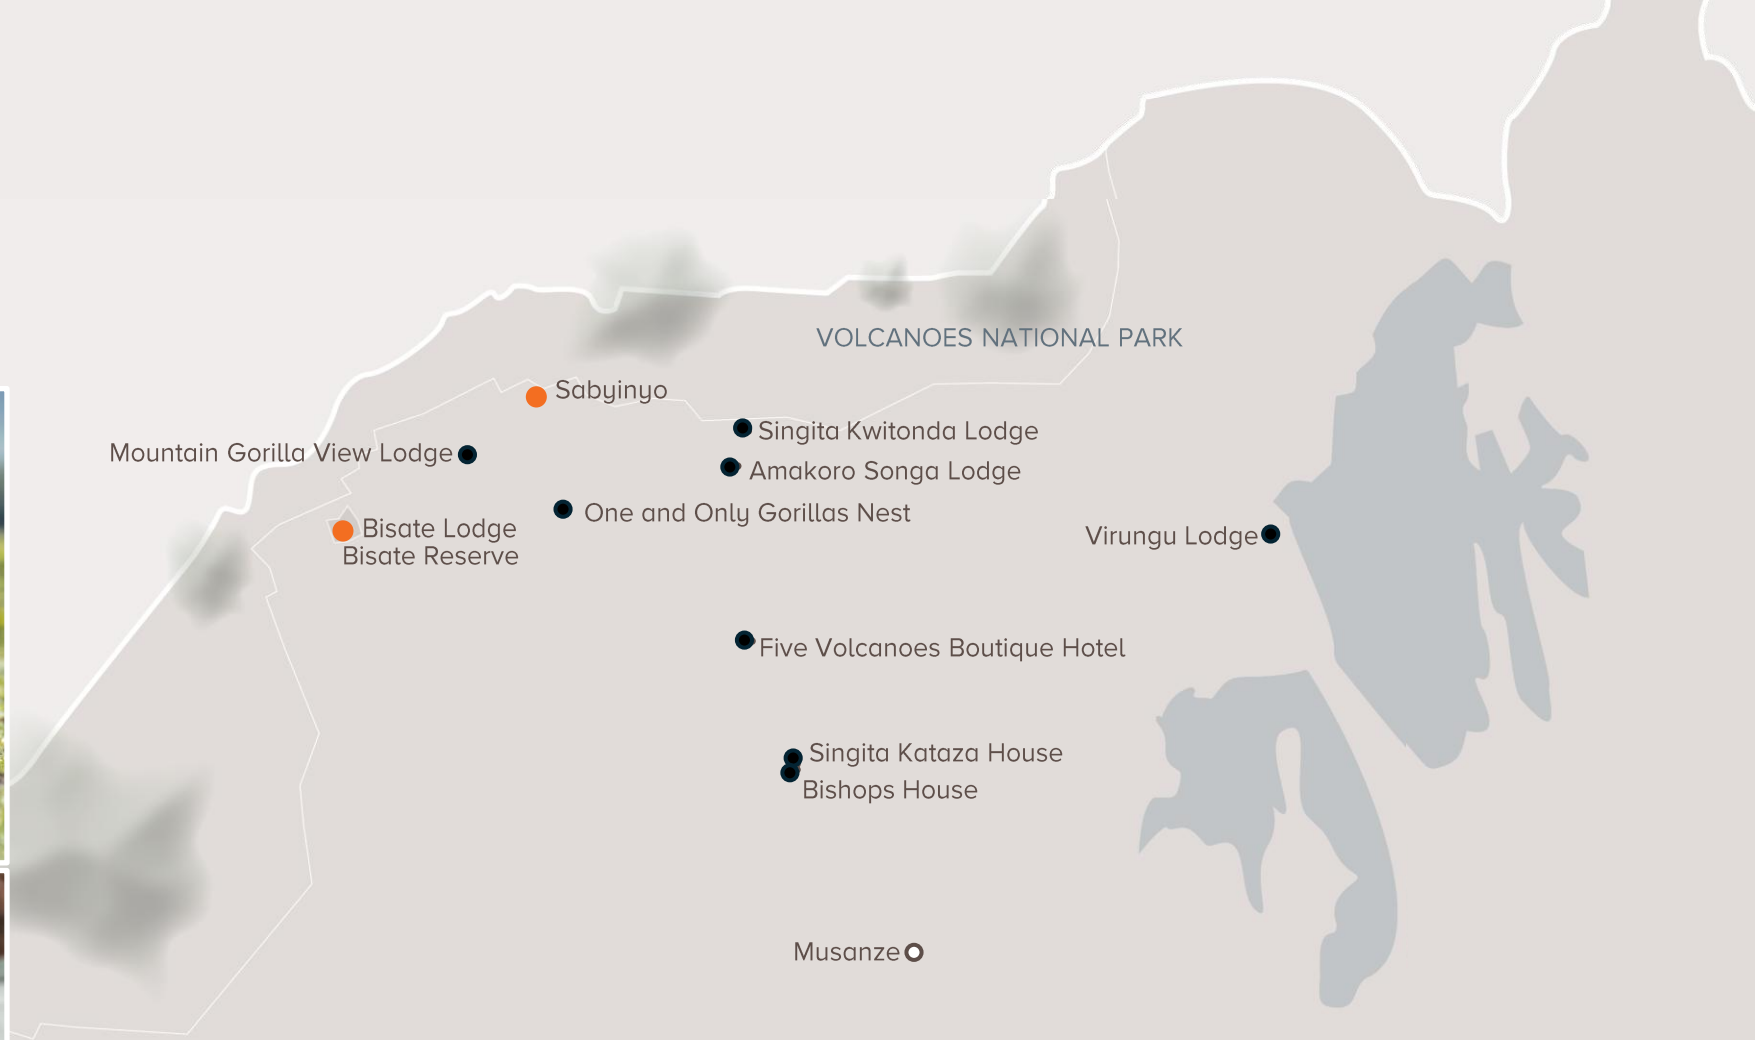 VOLCANOES NATIONAL PARK
Sabyinyo
Singita Kwitonda Lodge
Mountain Gorilla View Lodge
Amakoro Songa Lodge
One and Only Gorillas Nest
Bisate Lodge
Bisate Reserve
Virungu Lodge
Five Volcanoes Boutique Hotel
Singita Kataza House
Bishops House
Musanze